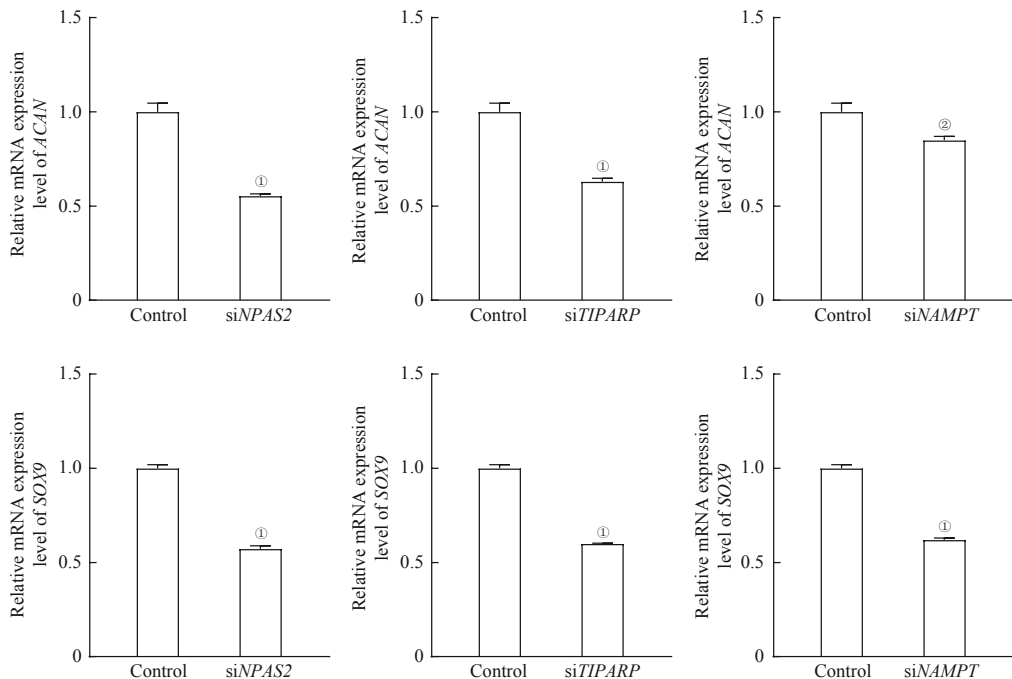 Relative mRNA expression
level of ACAN
1.5
1.0
0.5
0
①
Control
siNPAS2
Relative mRNA expression
level of ACAN
1.5
1.0
0.5
0
①
Control
siTIPARP
Relative mRNA expression
level of ACAN
1.5
1.0
0.5
0
②
Control
siNAMPT
Relative mRNA expression
level of SOX9
1.5
1.0
0.5
0
①
Control
siNPAS2
Relative mRNA expression
level of SOX9
1.5
1.0
0.5
0
①
Control
siTIPARP
Relative mRNA expression
level of SOX9
1.5
1.0
0.5
0
①
Control
siNAMPT